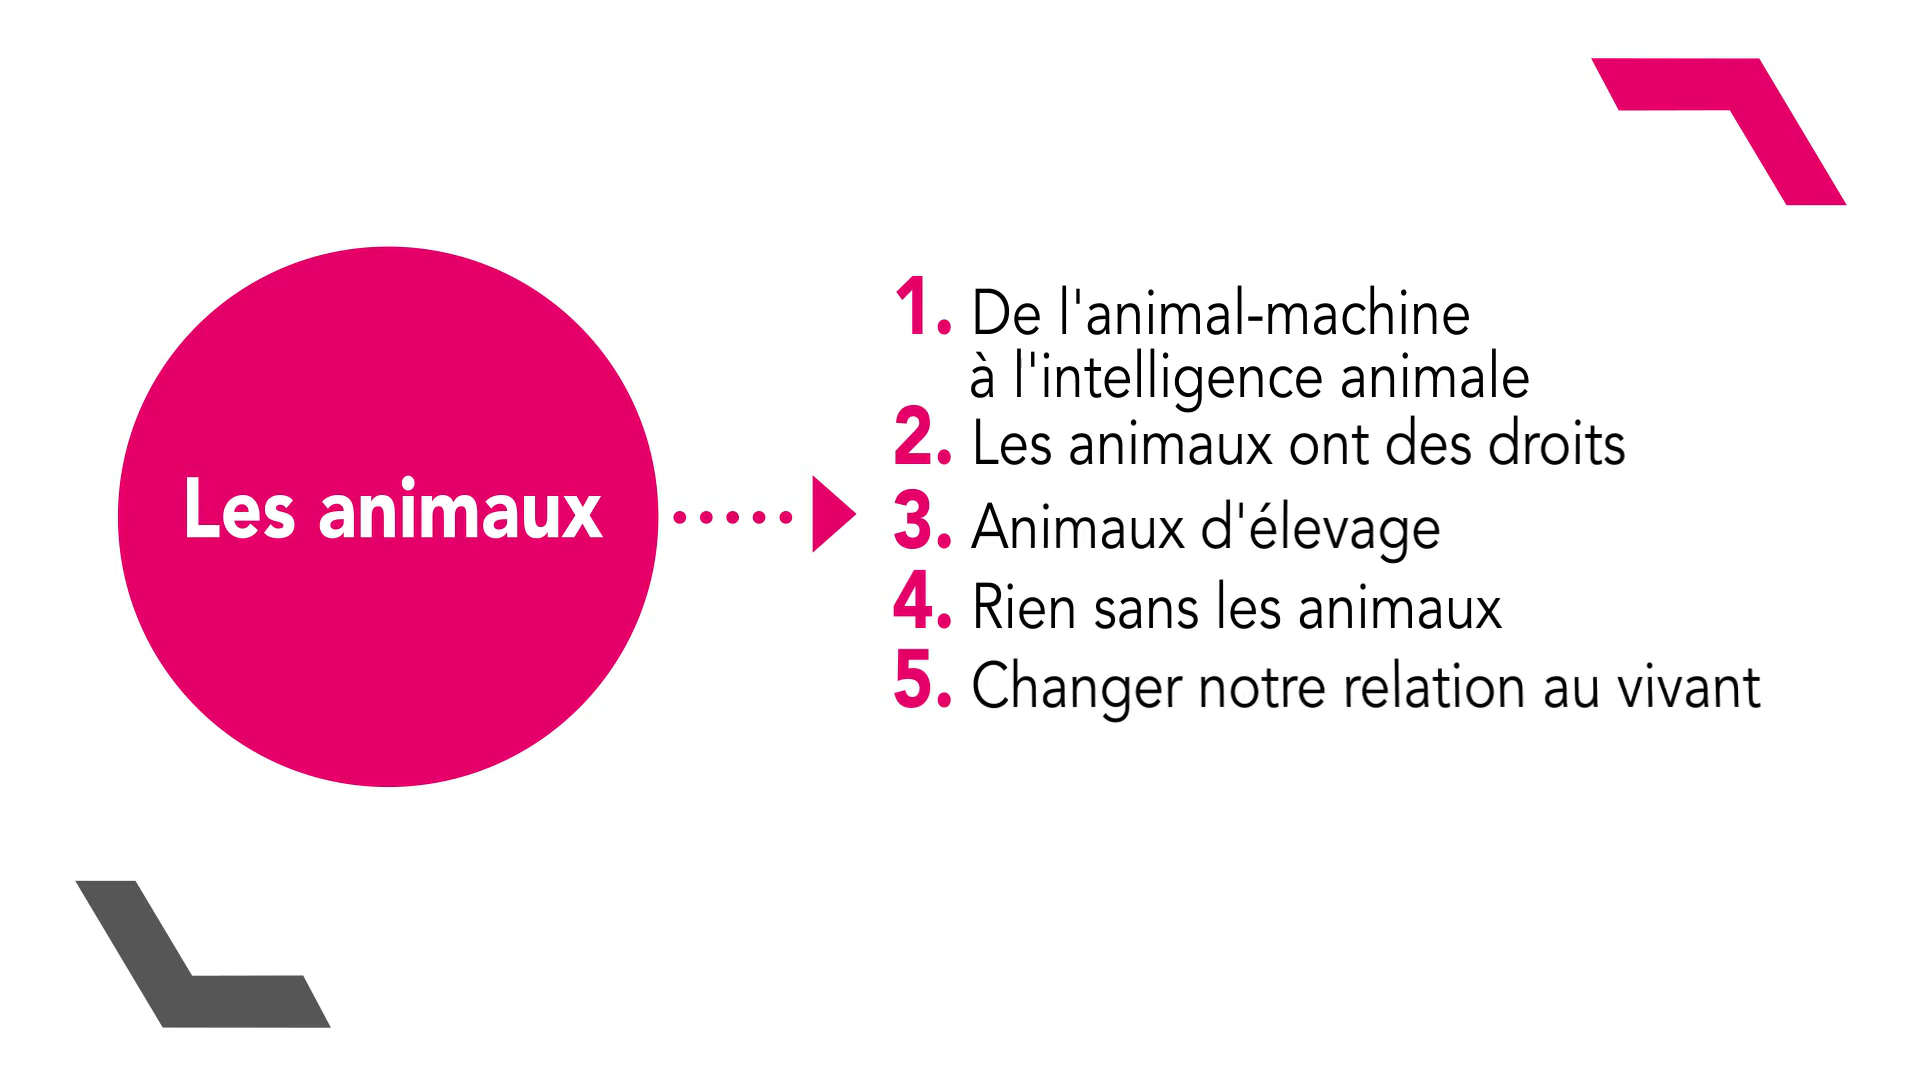 Les animaux
1. De l'animal-machine
à l'intelligence animale
2. Les animaux ont des droits
3. Animaux d'élevage
4. Rien sans les animaux
5. Changer notre relation au vivant